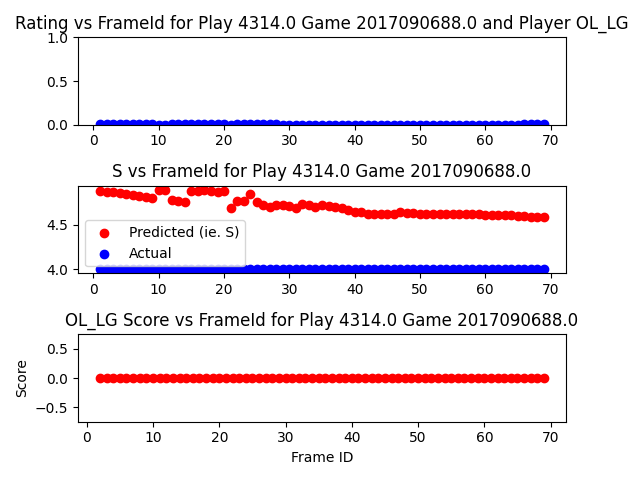 Rating vs FrameId for Play 4314.0 Game 2017090688.0 and Player OL_LG
1.0
0.5
0.0
0 10 20 30 40 50 60 70
S vs FrameId for Play 4314.0 Game 2017090688.0
4.5
4.0
Predicted (ie. S)
Actual
0 10 20 30 40 50 60 70
OL_LG Score vs FrameId for Play 4314.0 Game 2017090688.0
Score
0.5
0.0
−0.5
0 10 20 30 40 50 60 70
Frame ID